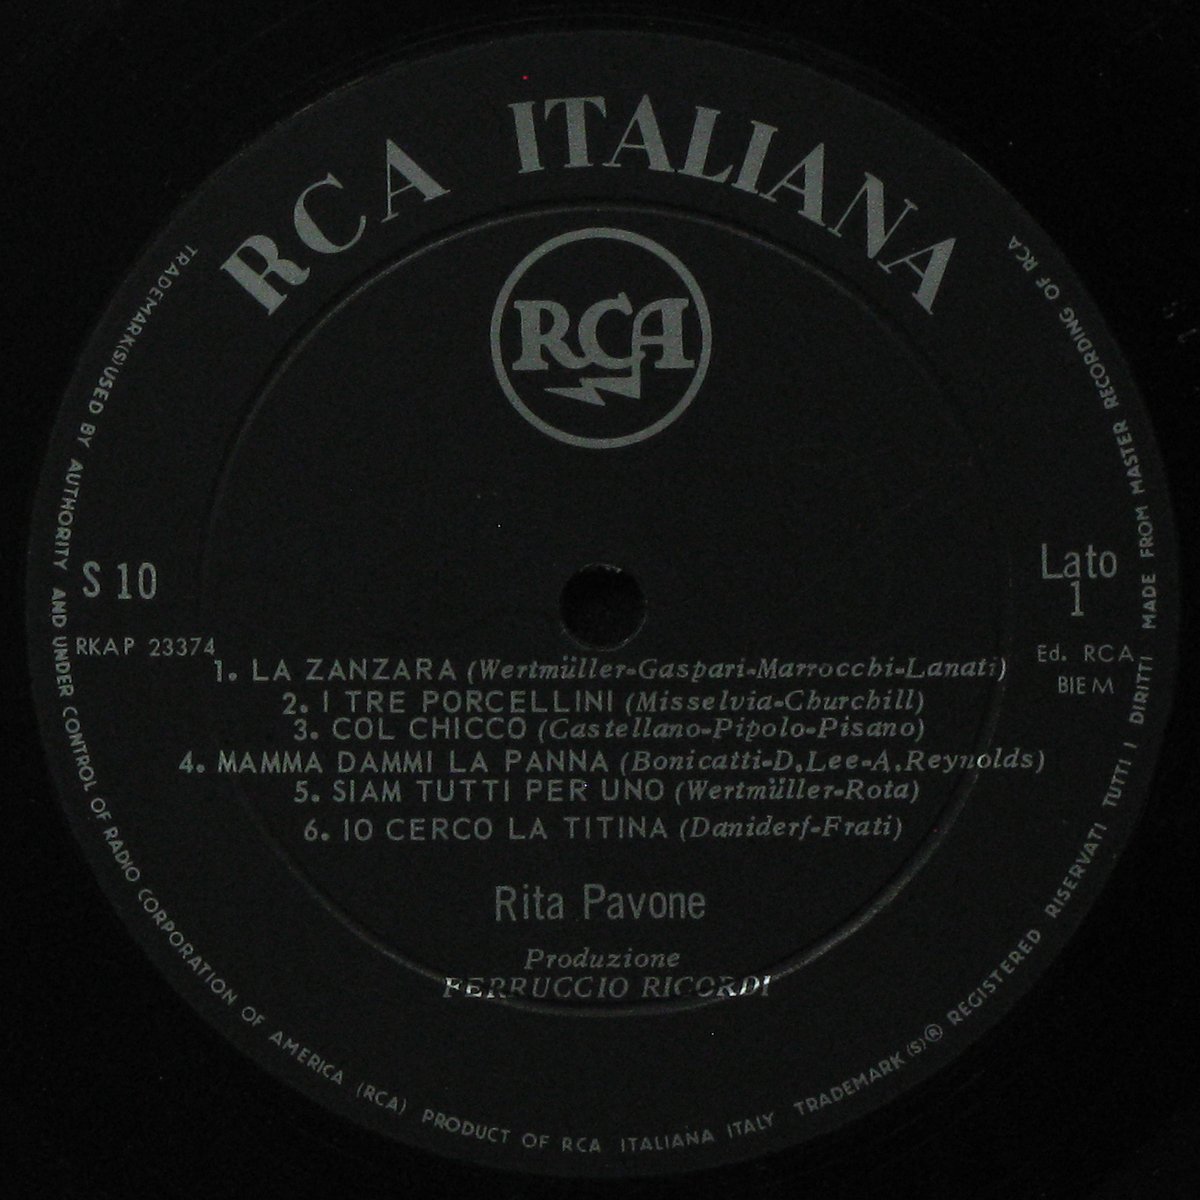 RCA ITALIANA
RCA
TRADEMARK(S) USED BY AUTHORITY AND UNDER CONTROL OF RADIO CORPORATION OF AMERICA (RCA) PRODUCT OF RCA ITALIANA ITALY TRADEMARK(S)® REGISTERED RISERVATI TUTTI I DIRITTI MADE FROM MASTER RECORDING OF RCA
S 10
Lato
1
RKAP 23374
Ed. RCA
BIEM
1. LA ZANZARA (Wertmüller-Gaspari-Marrocchi-Lanati)
2. I TRE PORCELLINI (Misselvia-Churchill)
3. COL CHICCO (Castellano-Pipolo-Pisano)
4. MAMMA DAMMI LA PANNA (Bonicatti-D.Lee-A.Reynolds)
5. SIAM TUTTI PER UNO (Wertmüller-Rota)
6. IO CERCO LA TITINA (Daniderf-Frati)
Rita Pavone
Produzione
FERRUCCIO RICORDI